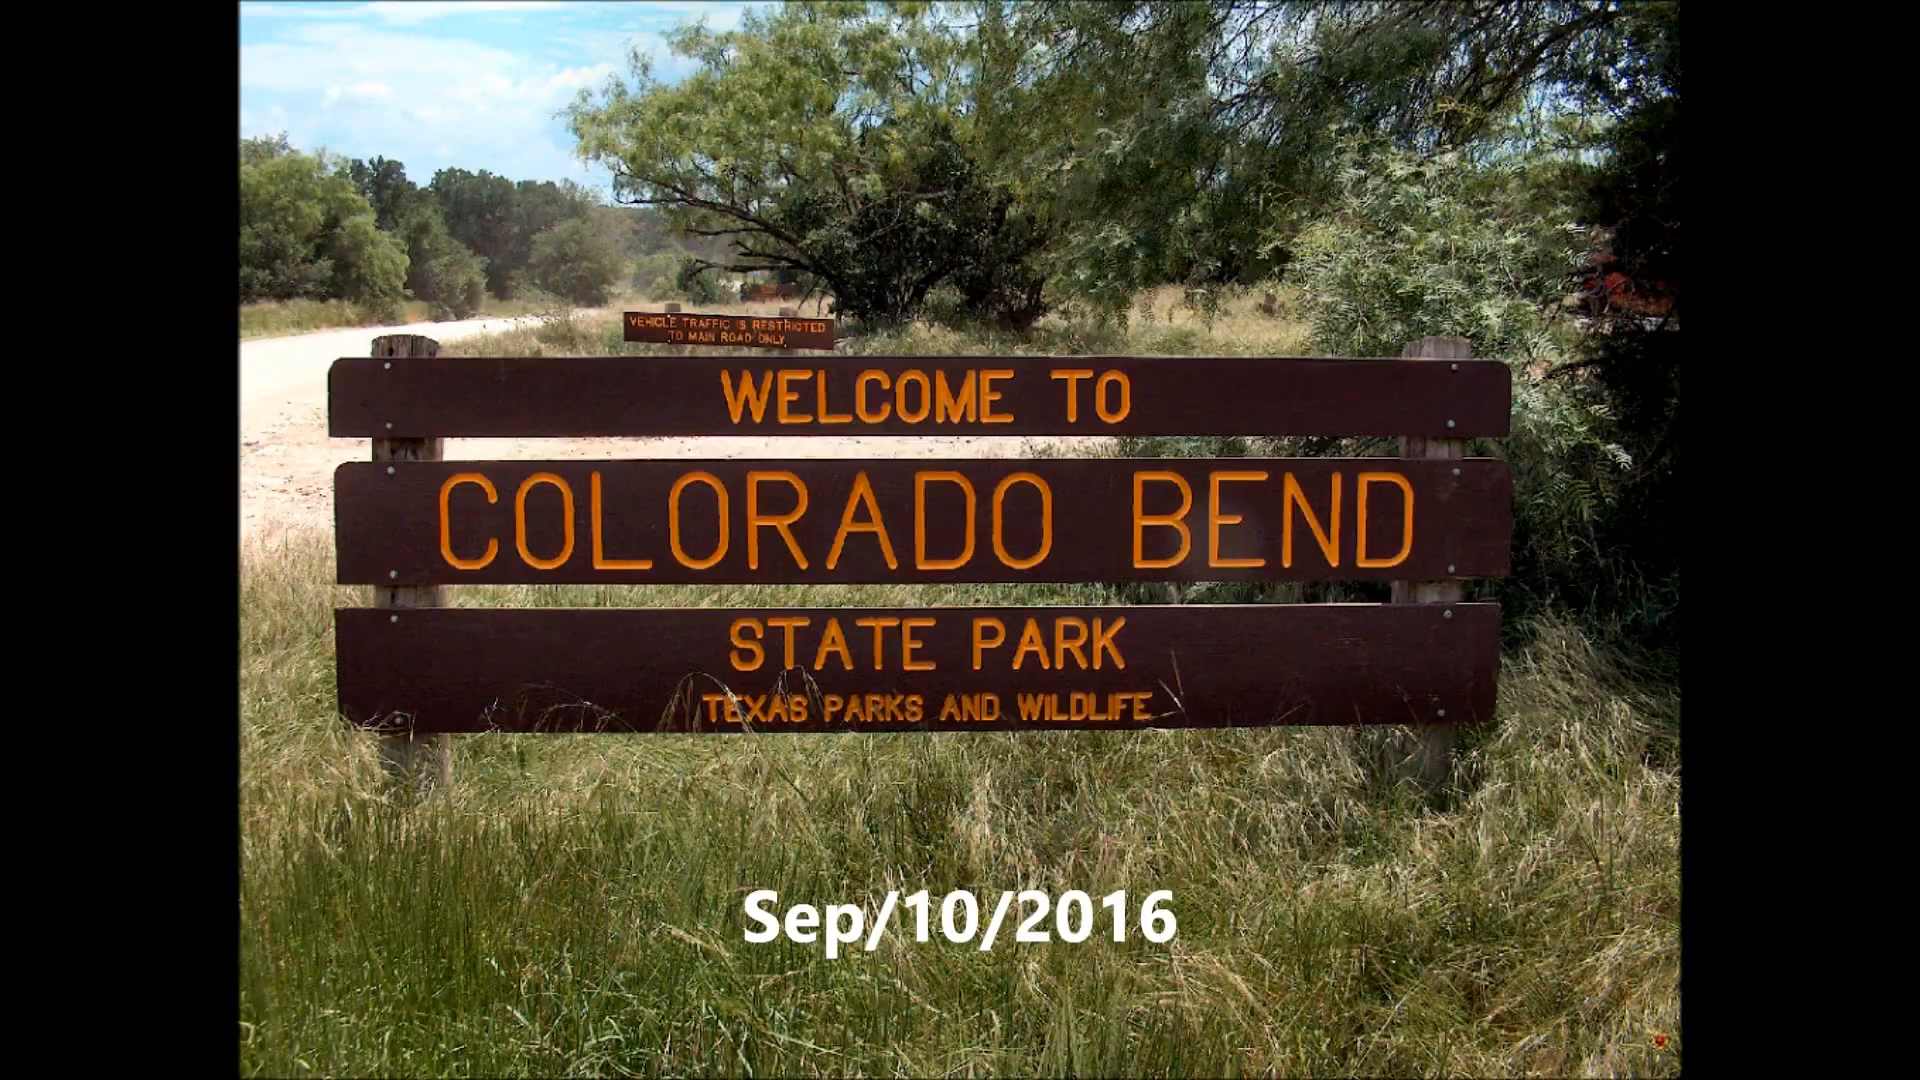 VEHICLE TRAFFIC IS RESTRICTED
TO MAIN ROAD ONLY
WELCOME TO
COLORADO BEND
STATE PARK
TEXAS PARKS AND WILDLIFE
Sep/10/2016